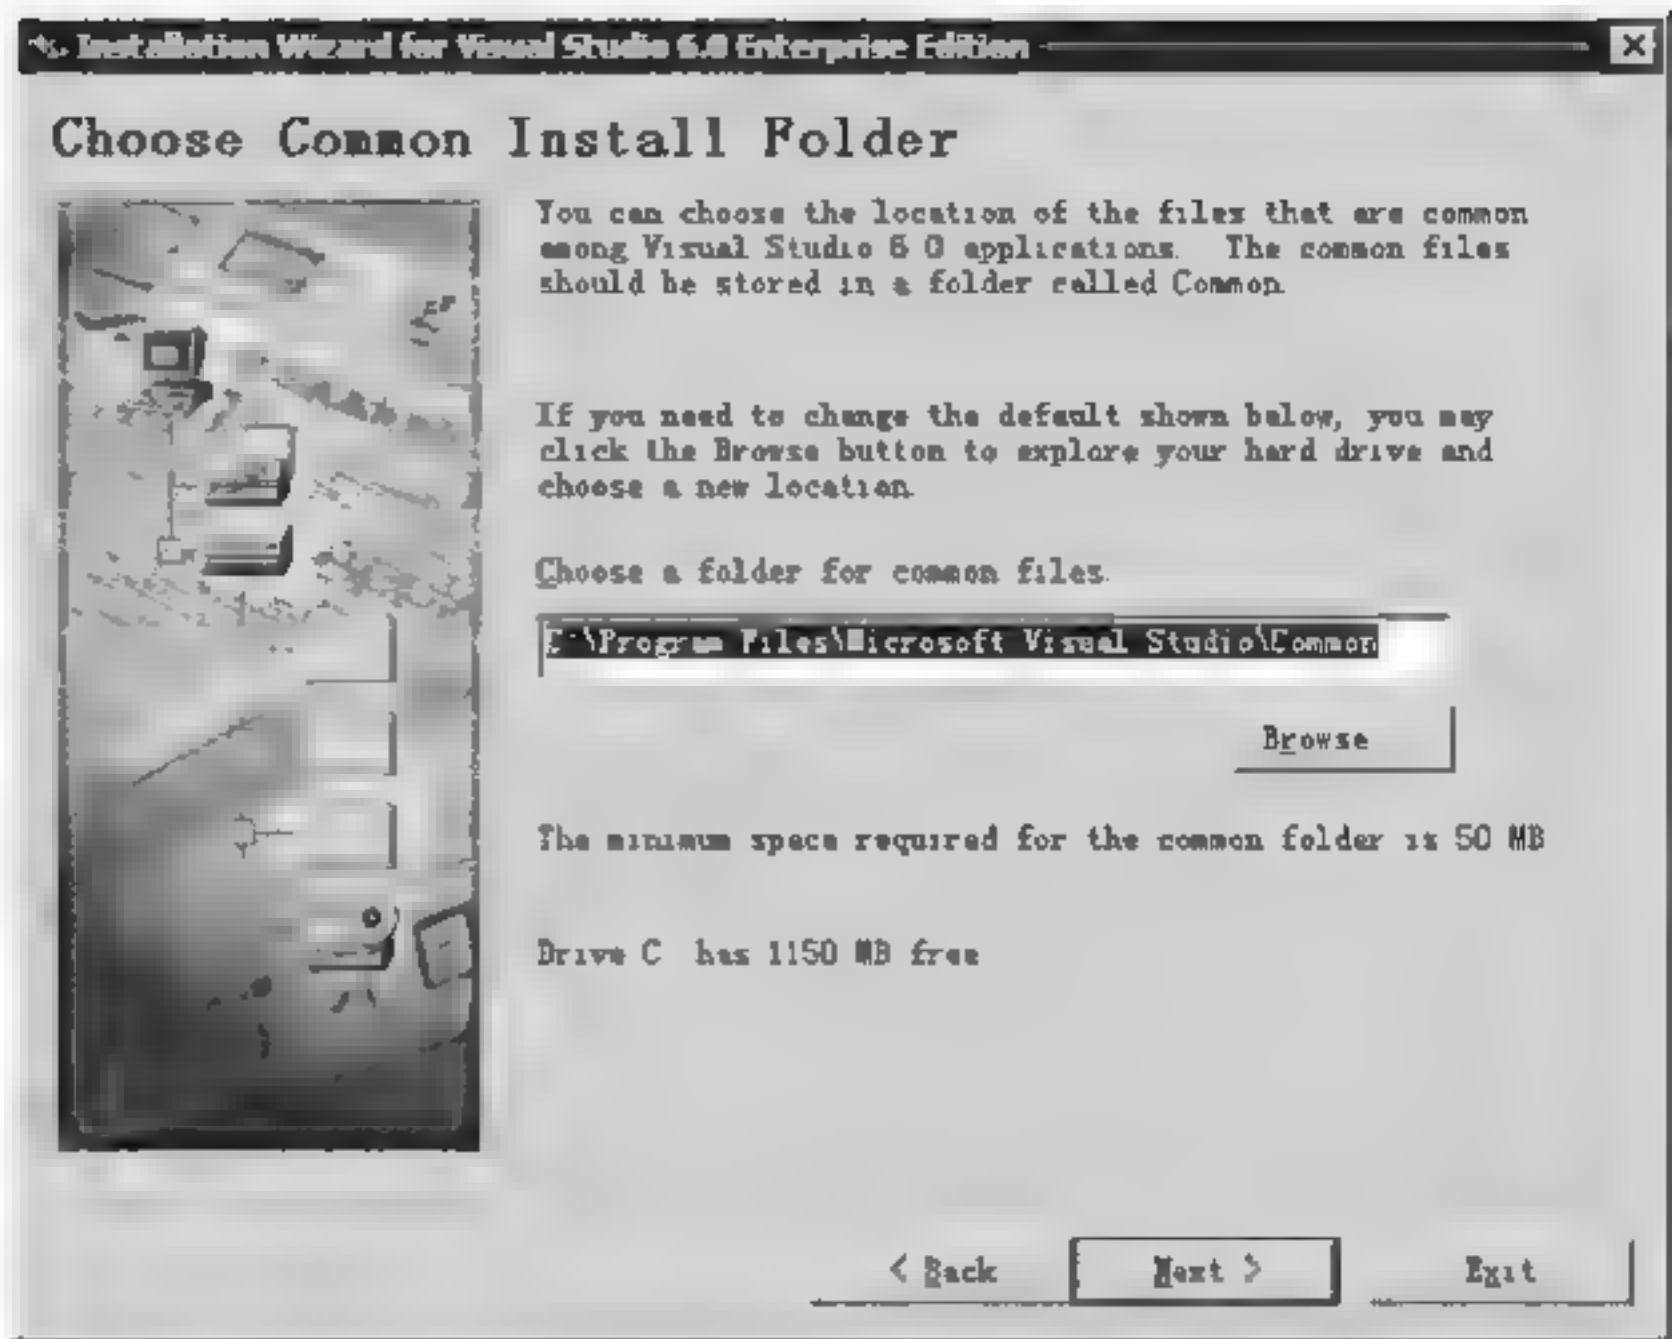 Installation Wizard for Visual Studio 6.0 Enterprise Edition
Choose Common Install Folder
You can choose the location of the files that are common
among Visual Studio 6.0 applications. The common files
should be stored in a folder called Common.
If you need to change the default shown below, you may
click the Browse button to explore your hard drive and
choose a new location.
Choose a folder for common files.
C:\Program Files\Microsoft Visual Studio\Common
Browse
The minimum space required for the common folder is 50 MB
Drive C has 1150 MB free
< Back
Next >
Exit